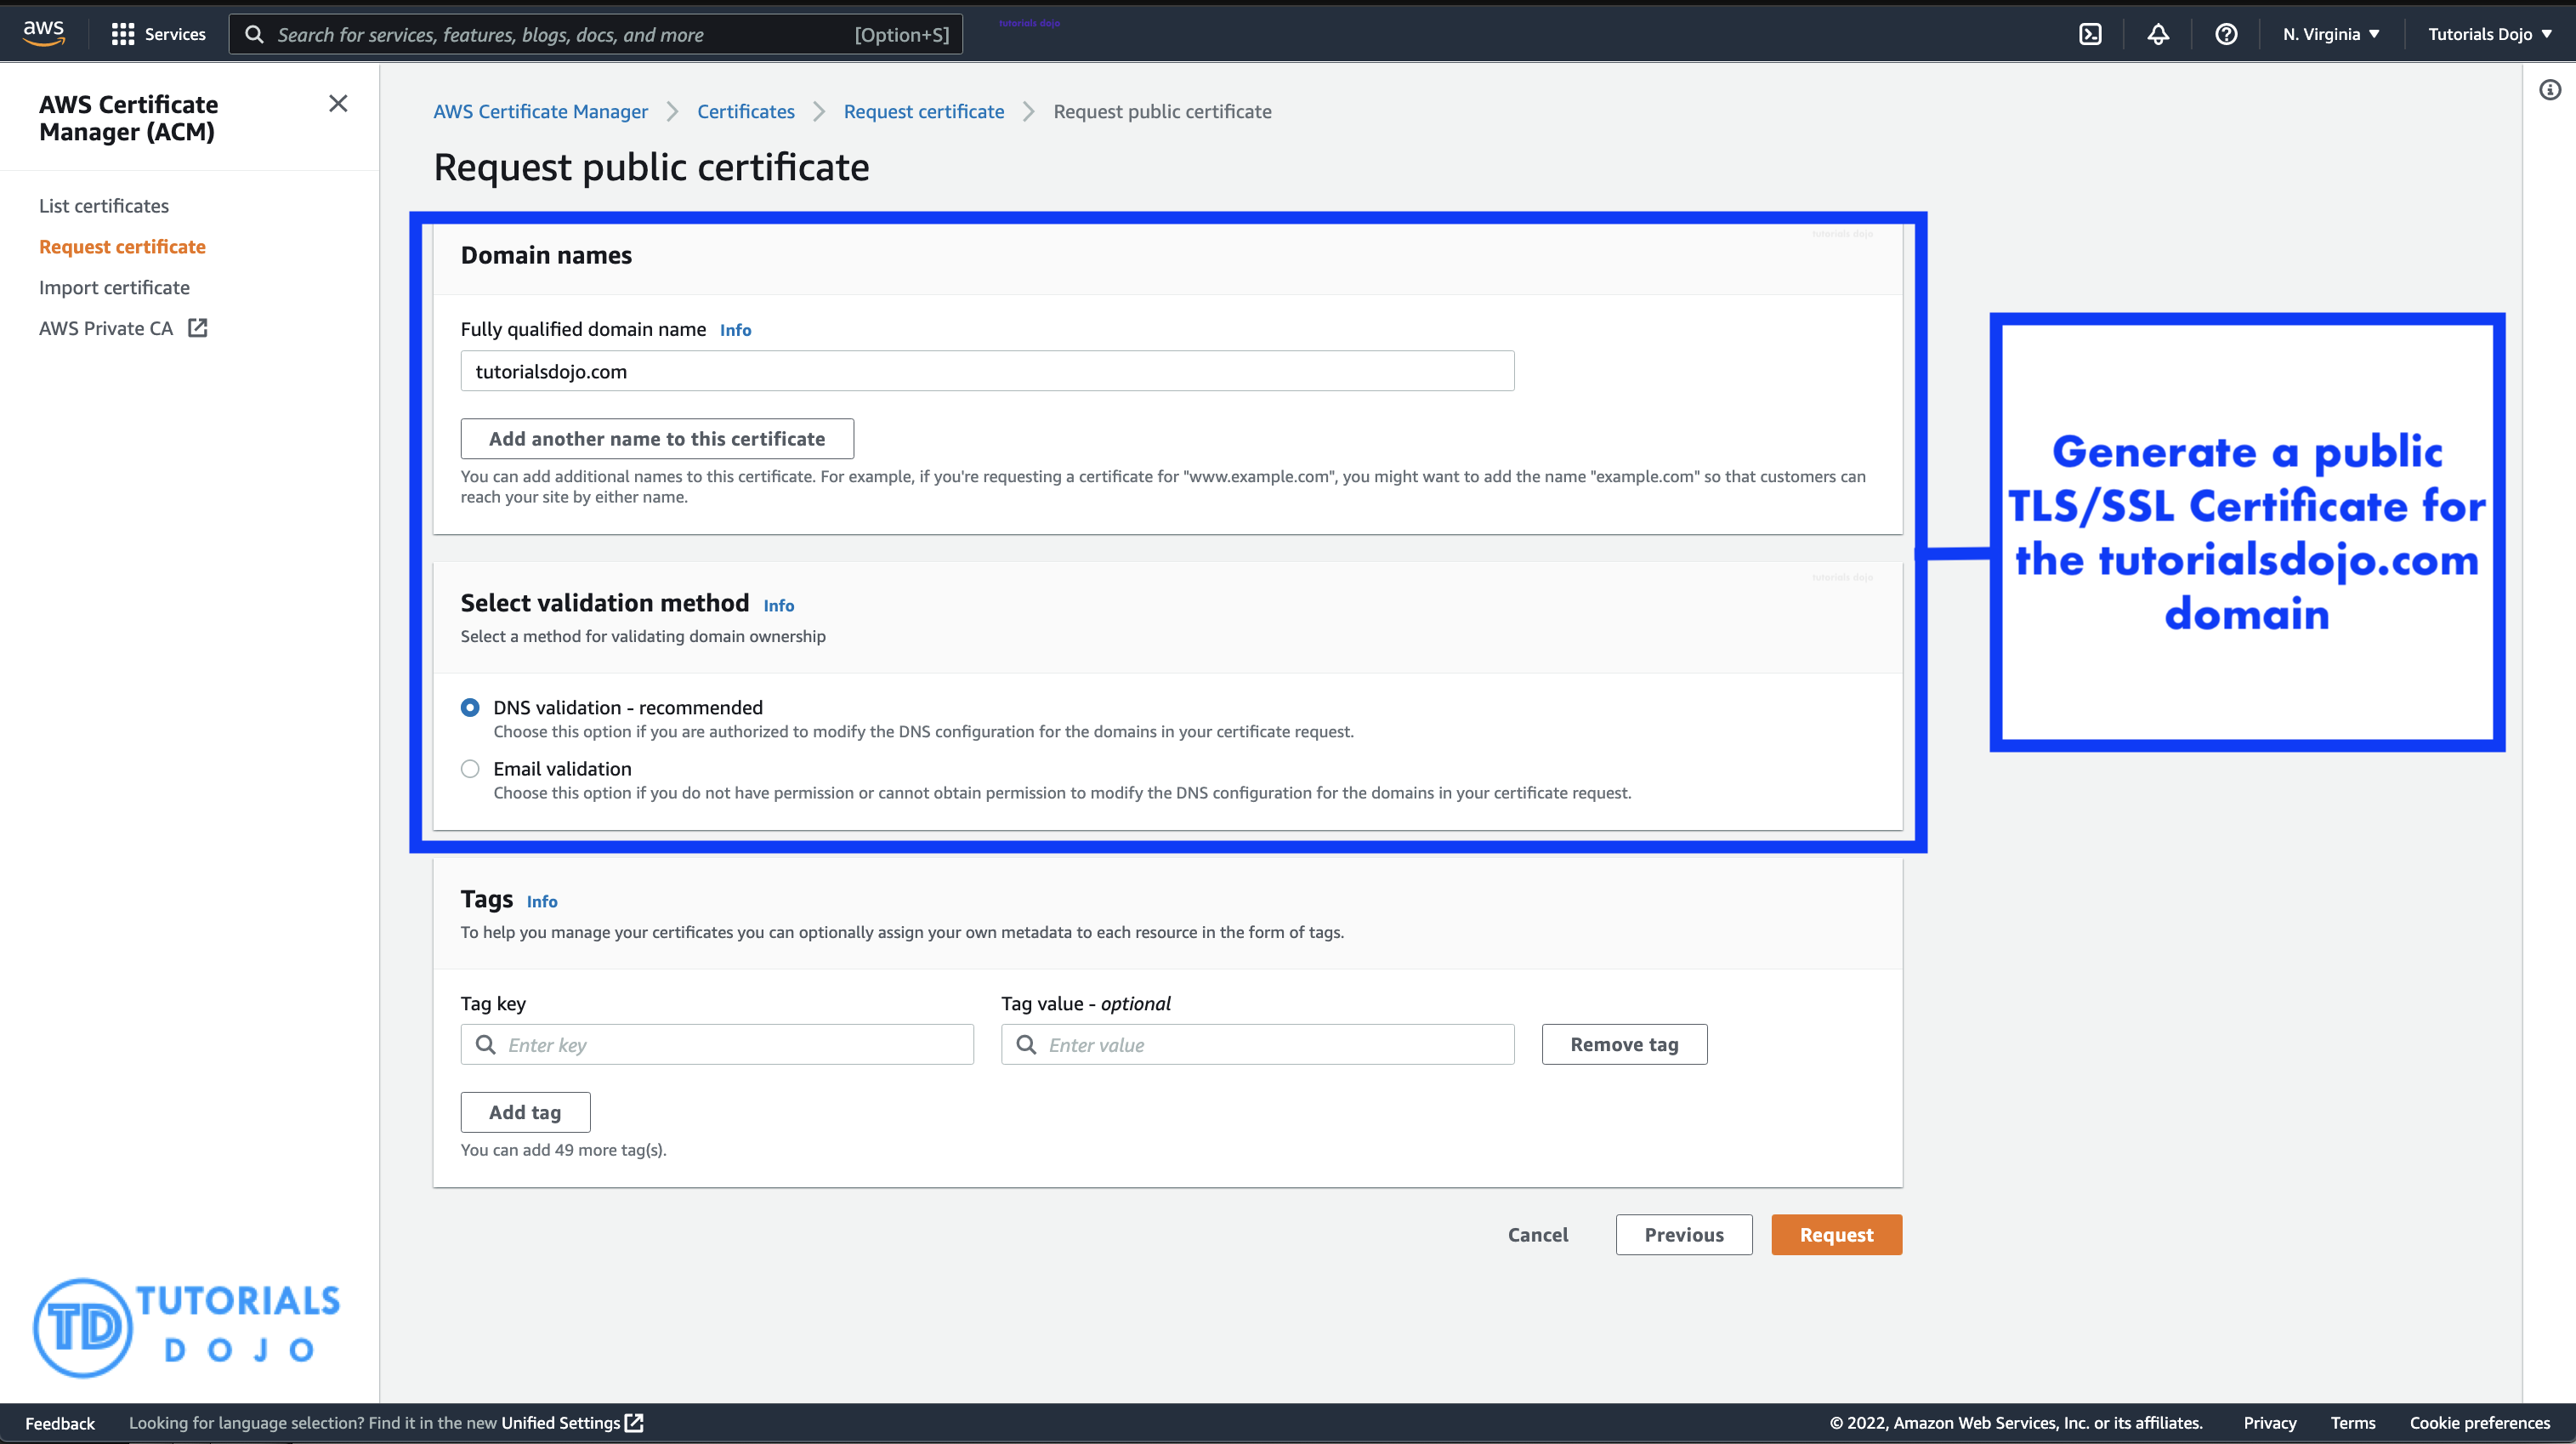 aws
Services
Search for services, features, blogs, docs, and more
[Option+S]
tutorials dojo
N. Virginia
Tutorials Dojo
AWS Certificate
Manager (ACM)
List certificates
Request certificate
Import certificate
AWS Private CA
AWS Certificate Manager
Certificates
Request certificate
Request public certificate
Request public certificate
tutorials dojo
Domain names
Fully qualified domain name Info
tutorialsdojo.com
Add another name to this certificate
You can add additional names to this certificate. For example, if you're requesting a certificate for "www.example.com", you might want to add the name "example.com" so that customers can
reach your site by either name.
tutorials dojo
Select validation method Info
Select a method for validating domain ownership
DNS validation - recommended
Choose this option if you are authorized to modify the DNS configuration for the domains in your certificate request.
Email validation
Choose this option if you do not have permission or cannot obtain permission to modify the DNS configuration for the domains in your certificate request.
Generate a public
TLS/SSL Certificate for
the tutorialsdojo.com
domain
Tags Info
To help you manage your certificates you can optionally assign your own metadata to each resource in the form of tags.
Tag key
Tag value - optional
Enter key
Enter value
Remove tag
Add tag
You can add 49 more tag(s).
Cancel
Previous
Request
TD
TUTORIALS
DOJO
Feedback
Looking for language selection? Find it in the new Unified Settings
© 2022, Amazon Web Services, Inc. or its affiliates.
Privacy
Terms
Cookie preferences